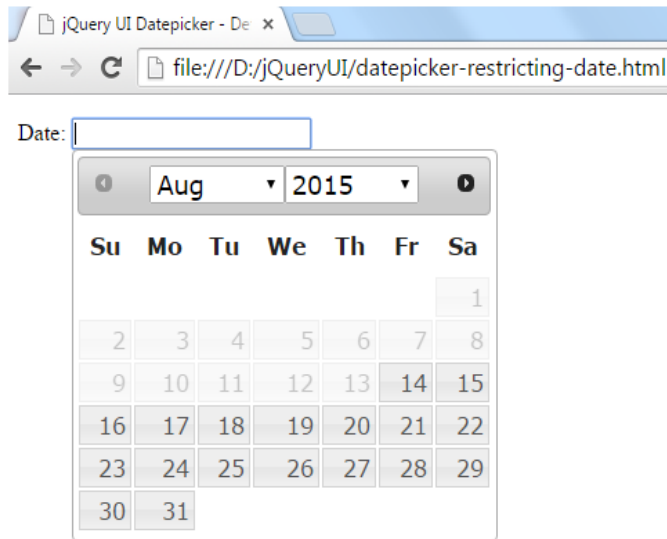 jQuery UI Datepicker - De
file:///D:/jQueryUI/datepicker-restricting-date.html
Date:
Aug 2015
Su Mo Tu We Th Fr Sa
1
2 3 4 5 6 7 8
9 10 11 12 13 14 15
16 17 18 19 20 21 22
23 24 25 26 27 28 29
30 31